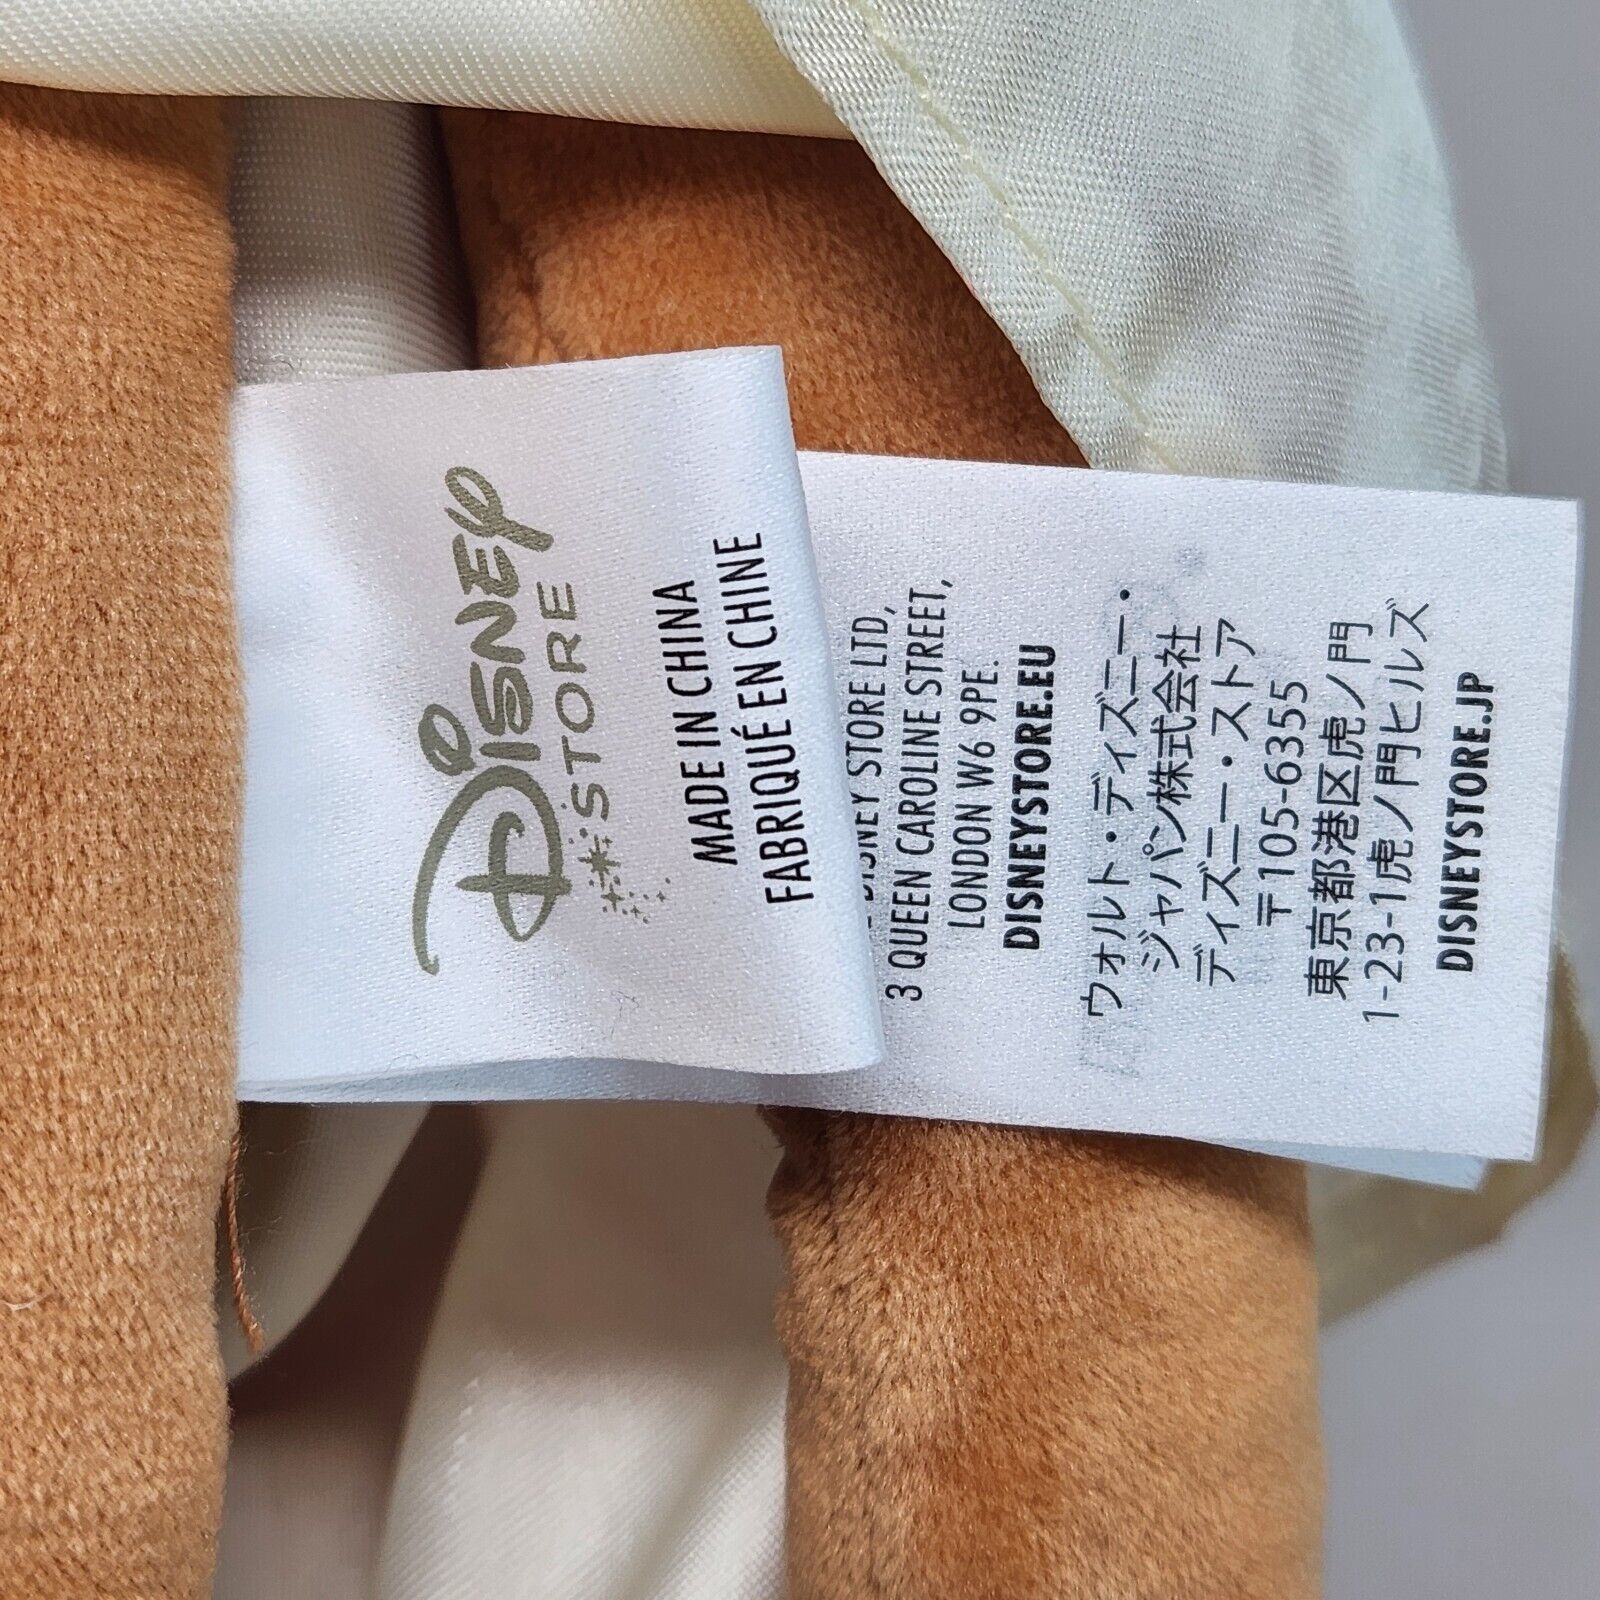 Disney
STORE
MADE IN CHINA
FABRIQUÉ EN CHINE
DISNEY STORE LTD,
3 QUEEN CAROLINE STREET,
LONDON W6 9PE.
DISNEYSTORE.EU
ウォルト・ディズニー・
ジャパン株式会社
ディズニー・ストア
〒105-6355
東京都港区虎ノ門
1-23-1虎ノ門ヒルズ
DISNEYSTORE.JP